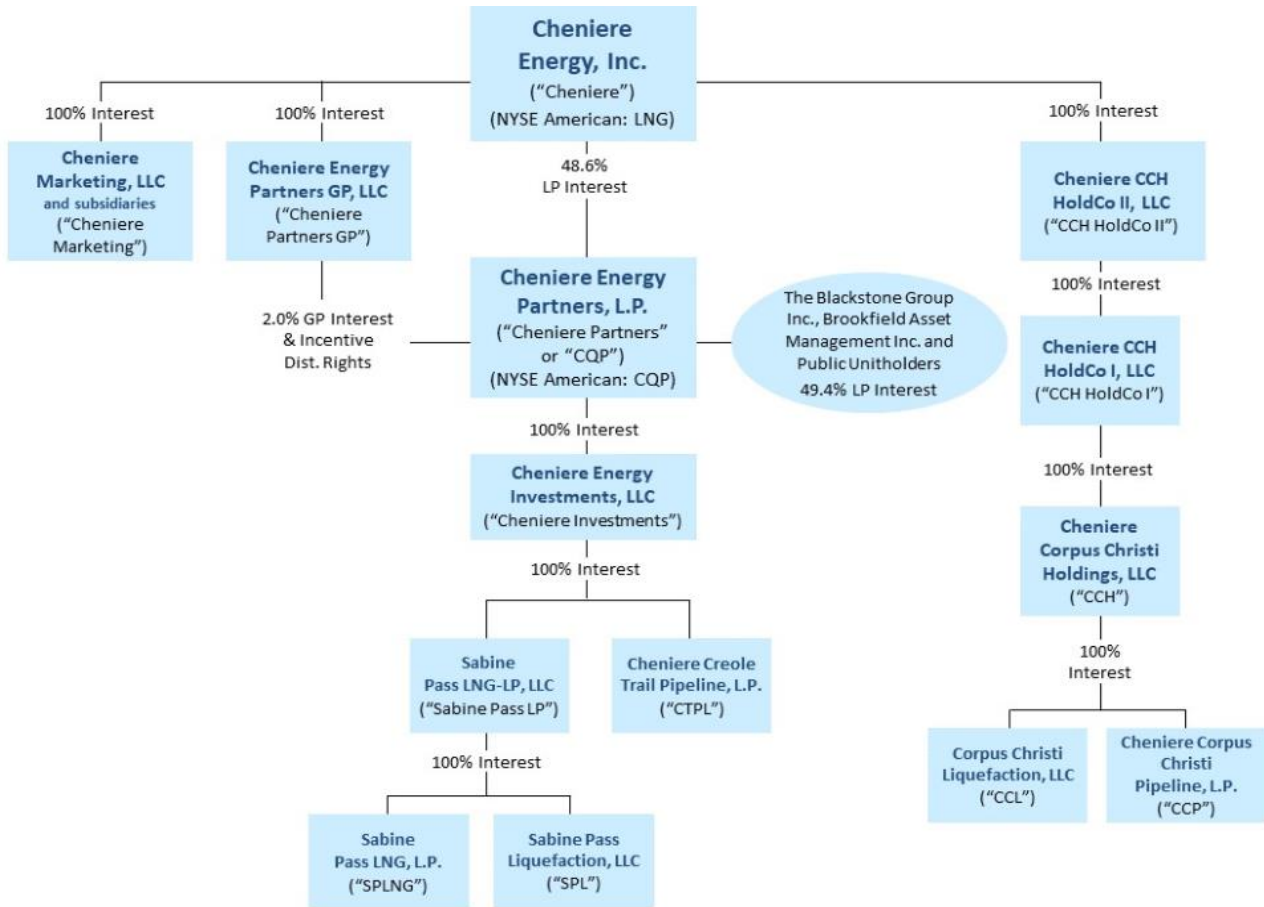 Cheniere
Energy, Inc.
(“Cheniere”)
(NYSE American: LNG)
100% Interest
100% Interest
100% Interest
48.6%
LP Interest
Cheniere
Marketing, LLC
and subsidiaries
(“Cheniere
Marketing”)
Cheniere Energy
Partners GP, LLC
(“Cheniere
Partners GP”)
Cheniere CCH
HoldCo II, LLC
(“CCH HoldCo II”)
2.0% GP Interest
& Incentive
Dist. Rights
Cheniere Energy
Partners, L.P.
(“Cheniere Partners”
or “CQP”)
(NYSE American: CQP)
The Blackstone Group
Inc., Brookfield Asset
Management Inc. and
Public Unitholders
49.4% LP Interest
100% Interest
Cheniere CCH
HoldCo I, LLC
(“CCH HoldCo I”)
100% Interest
Cheniere Energy
Investments, LLC
(“Cheniere Investments”)
100% Interest
Cheniere
Corpus Christi
Holdings, LLC
(“CCH”)
100% Interest
Sabine
Pass LNG-LP, LLC
(“Sabine Pass LP”)
Cheniere Creole
Trail Pipeline, L.P.
(“CTPL”)
100%
Interest
Corpus Christi
Liquefaction, LLC
(“CCL”)
Cheniere Corpus
Christi
Pipeline, L.P.
(“CCP”)
100% Interest
Sabine
Pass LNG, L.P.
(“SPLNG”)
Sabine Pass
Liquefaction, LLC
(“SPL”)